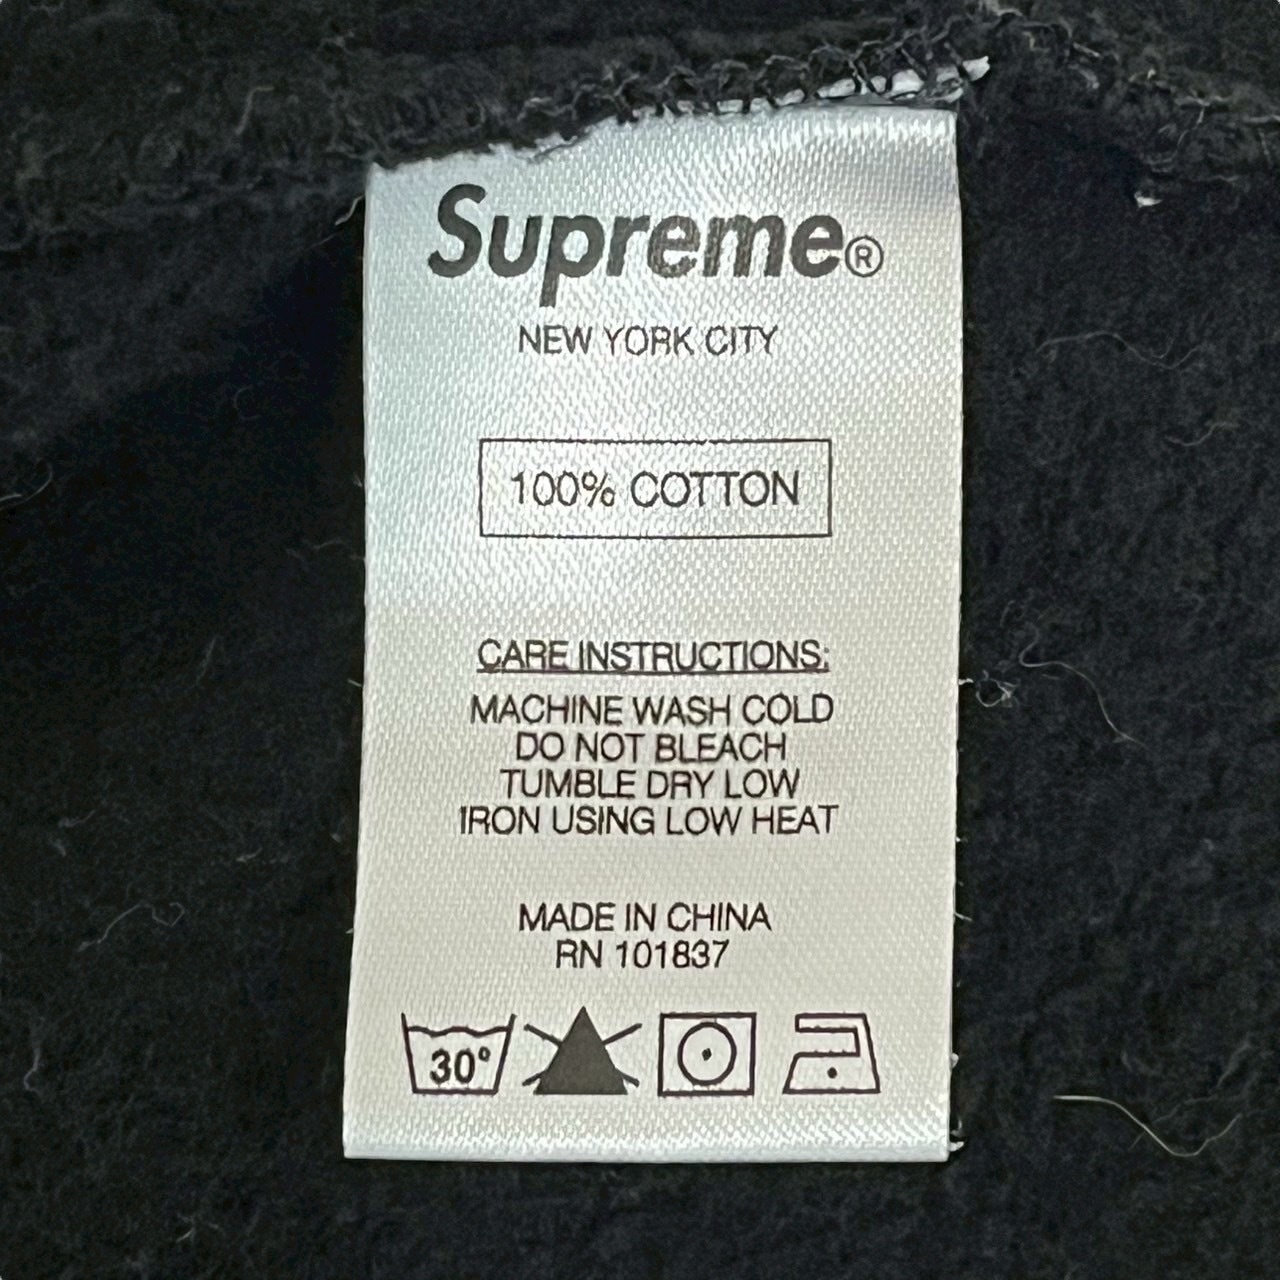 Supreme®
NEW YORK CITY
100% COTTON
CARE INSTRUCTIONS:
MACHINE WASH COLD
DO NOT BLEACH
TUMBLE DRY LOW
IRON USING LOW HEAT
MADE IN CHINA
RN 101837
30°